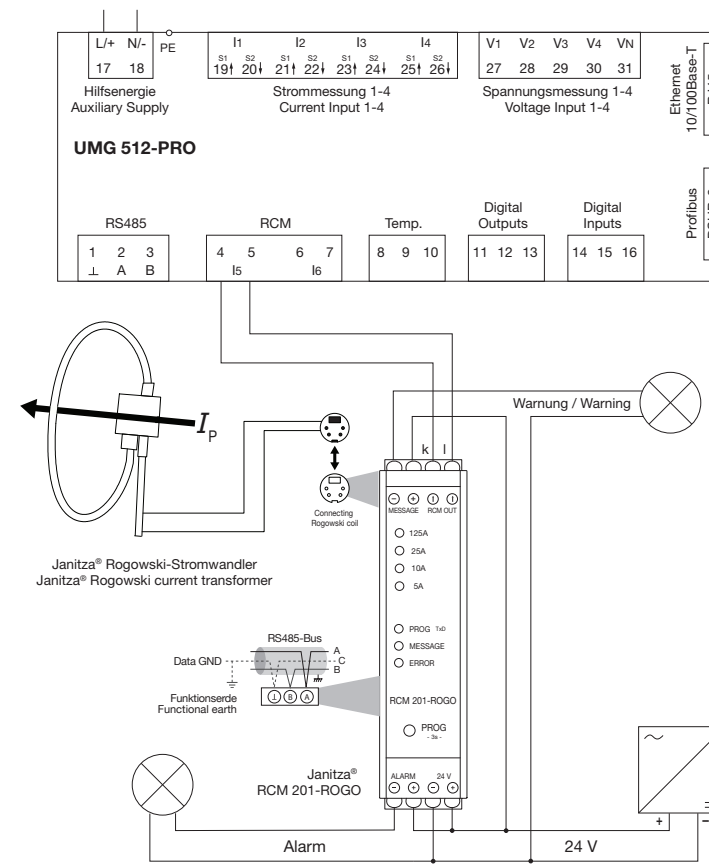 L/+ N/-
PE
17 18
I1 I2 I3 I4
S1 S2 S1 S2 S1 S2 S1 S2
19↑ 20↓ 21↑ 22↓ 23↑ 24↓ 25↑ 26↓
V1 V2 V3 V4 VN
27 28 29 30 31
Hilfsenergie
Auxiliary Supply
Strommessung 1-4
Current Input 1-4
Spannungsmessung 1-4
Voltage Input 1-4
Ethernet
10/100Base-T
UMG 512-PRO
Profibus
RS485
RCM
Temp.
Digital
Outputs
Digital
Inputs
1 2 3
⊥ A B
4 5 6 7
I5 I6
8 9 10
11 12 13
14 15 16
Warnung / Warning
IP
k l
Connecting
Rogowski coil
MESSAGE RCM OUT
125A
25A
10A
5A
Janitza® Rogowski-Stromwandler
Janitza® Rogowski current transformer
PROG TxD
MESSAGE
ERROR
RS485-Bus
A
C
B
Data GND
Funktionserde
Functional earth
⊥ B A
RCM 201-ROGO
PROG
- 3s -
Janitza®
RCM 201-ROGO
ALARM 24 V
Alarm
24 V